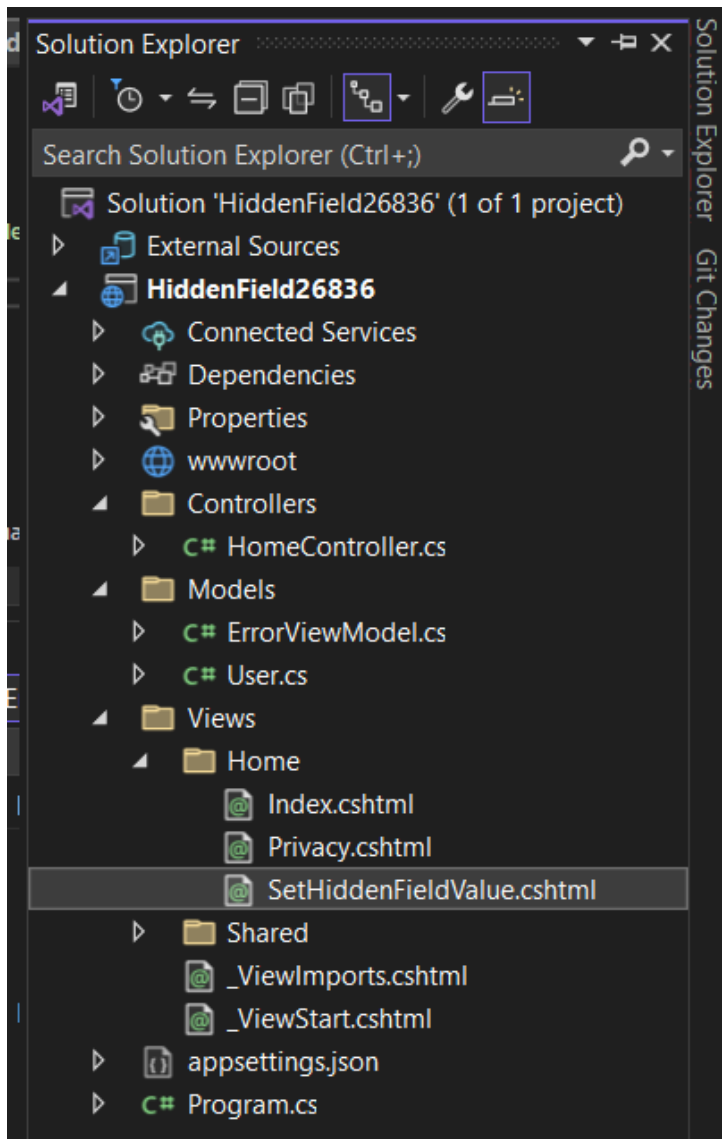 Solution Explorer
Search Solution Explorer (Ctrl+;)
Solution 'HiddenField26836' (1 of 1 project)
External Sources
HiddenField26836
Connected Services
Dependencies
Properties
wwwroot
Controllers
C# HomeController.cs
Models
C# ErrorViewModel.cs
C# User.cs
Views
Home
@ Index.cshtml
@ Privacy.cshtml
@ SetHiddenFieldValue.cshtml
Shared
@ _ViewImports.cshtml
@ _ViewStart.cshtml
appsettings.json
C# Program.cs
Solution Explorer
Git Changes